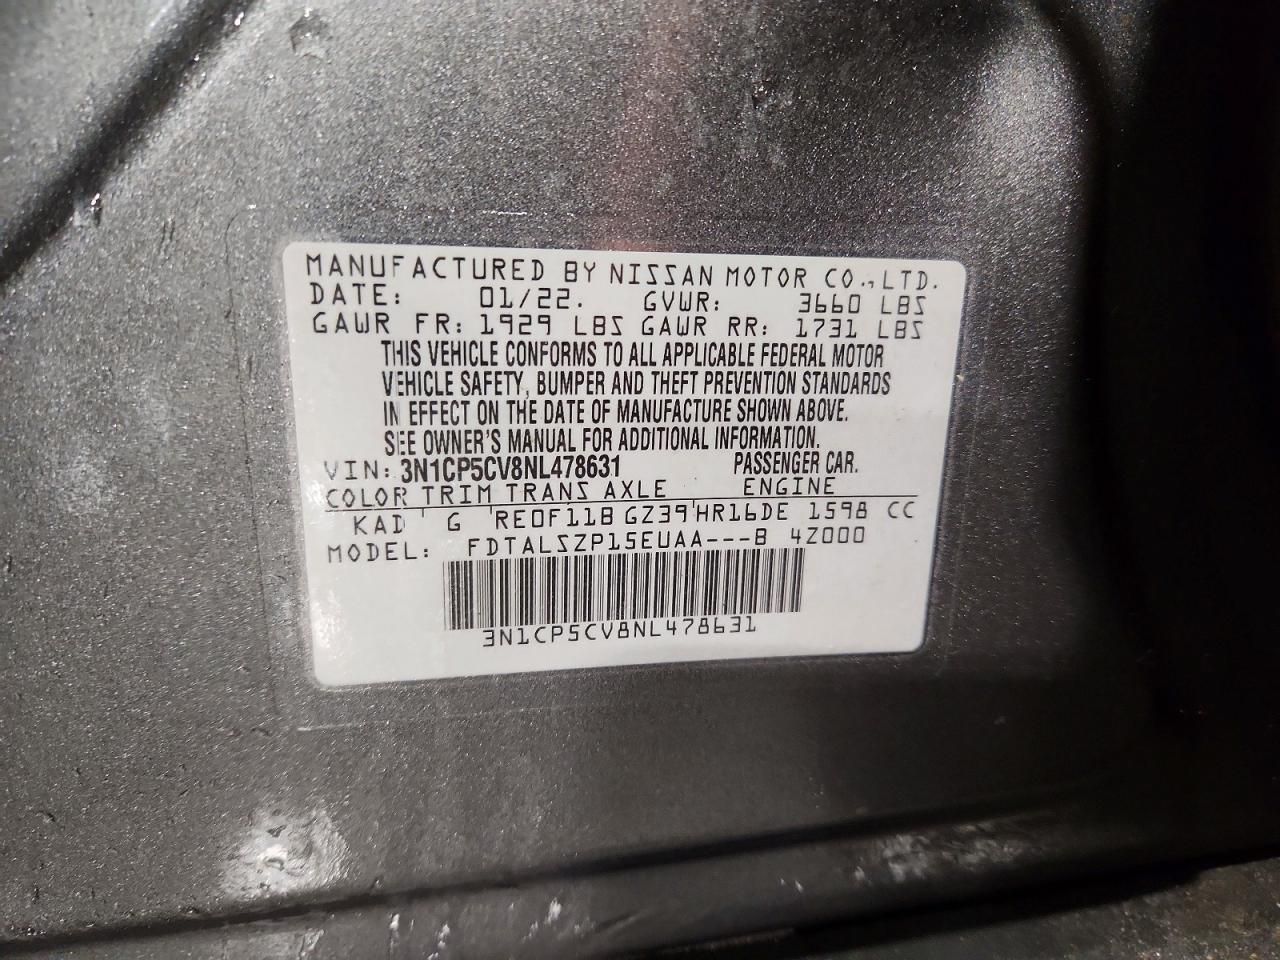 MANUFACTURED BY NISSAN MOTOR CO.,LTD.
DATE: 01/22. GVWR: 3660 LBS
GAWR FR: 1929 LBS GAWR RR: 1731 LBS
THIS VEHICLE CONFORMS TO ALL APPLICABLE FEDERAL MOTOR
VEHICLE SAFETY, BUMPER AND THEFT PREVENTION STANDARDS
IN EFFECT ON THE DATE OF MANUFACTURE SHOWN ABOVE.
SEE OWNER'S MANUAL FOR ADDITIONAL INFORMATION.
VIN: 3N1CP5CV8NL478631 PASSENGER CAR.
COLOR TRIM TRANS AXLE ENGINE
KAD G RE0F11B GZ39 HR16DE 1598 CC
MODEL: FDTALSZP15EUAA---B 4Z000
3N1CP5CV8NL478631